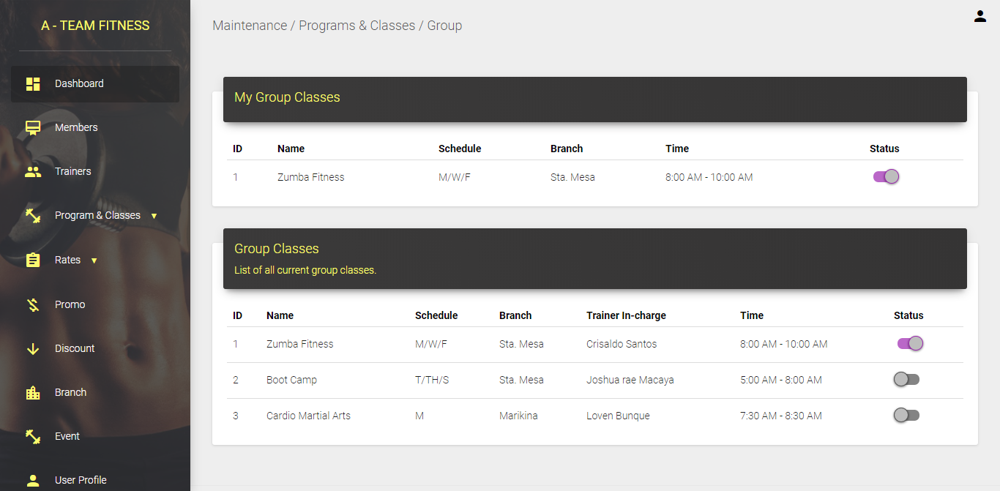 A - TEAM FITNESS
Dashboard
Members
Trainers
Program & Classes ▼
Rates ▼
Promo
Discount
Branch
Event
User Profile
Maintenance / Programs & Classes / Group
My Group Classes
ID Name Schedule Branch Time Status
1 Zumba Fitness M/W/F Sta. Mesa 8:00 AM - 10:00 AM
Group Classes
List of all current group classes.
ID Name Schedule Branch Trainer In-charge Time Status
1 Zumba Fitness M/W/F Sta. Mesa Crisaldo Santos 8:00 AM - 10:00 AM
2 Boot Camp T/TH/S Sta. Mesa Joshua rae Macaya 5:00 AM - 8:00 AM
3 Cardio Martial Arts M Marikina Loven Bunque 7:30 AM - 8:30 AM